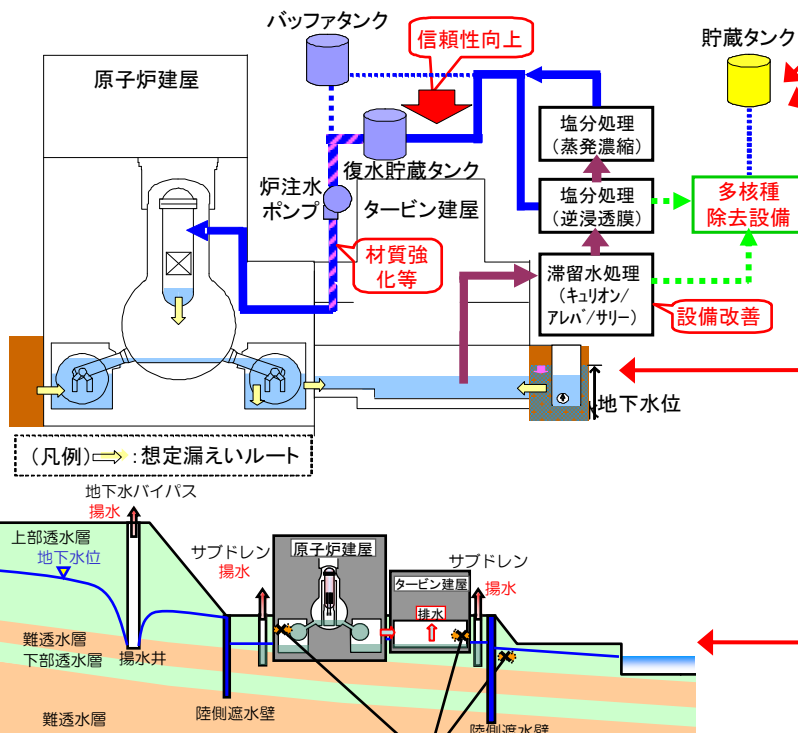 バッファタンク
信頼性向上
貯蔵タンク
原子炉建屋
塩分処理
(蒸発濃縮)
復水貯蔵タンク
炉注水
ポンプ
タービン建屋
塩分処理
(逆浸透膜)
多核種
除去設備
材質強
化等
滞留水処理
(キュリオン/
アレバ/サリー)
設備改善
地下水位
(凡例) : 想定漏えいルート
地下水バイパス
揚水
上部透水層
地下水位
サブドレン
揚水
原子炉建屋
サブドレン
揚水
タービン建屋
排水
難透水層
下部透水層
揚水井
陸側遮水壁
陸側遮水壁
難透水層